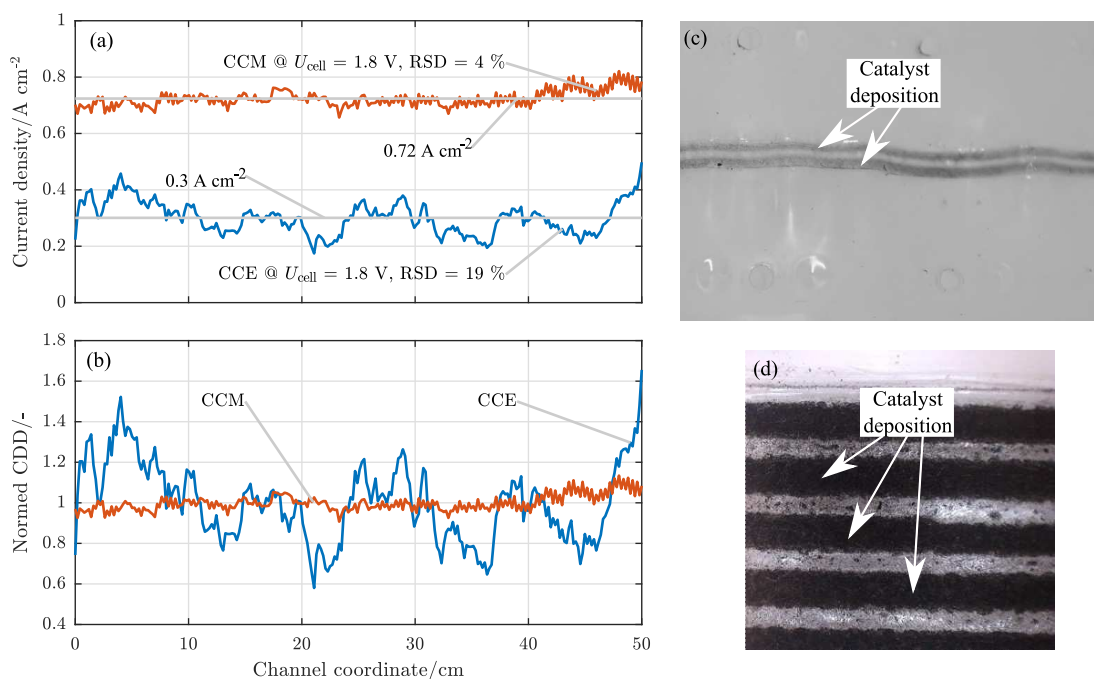 (a)
CCM @ U_cell = 1.8 V, RSD = 4 %
0.72 A cm⁻²
0.3 A cm⁻²
CCE @ U_cell = 1.8 V, RSD = 19 %
Current density/A cm⁻²
1
0.8
0.6
0.4
0.2
0
(b)
CCM
CCE
Normed CDD/-
1.8
1.6
1.4
1.2
1
0.8
0.6
0.4
0
10
20
30
40
50
Channel coordinate/cm
(c)
Catalyst
deposition
(d)
Catalyst
deposition